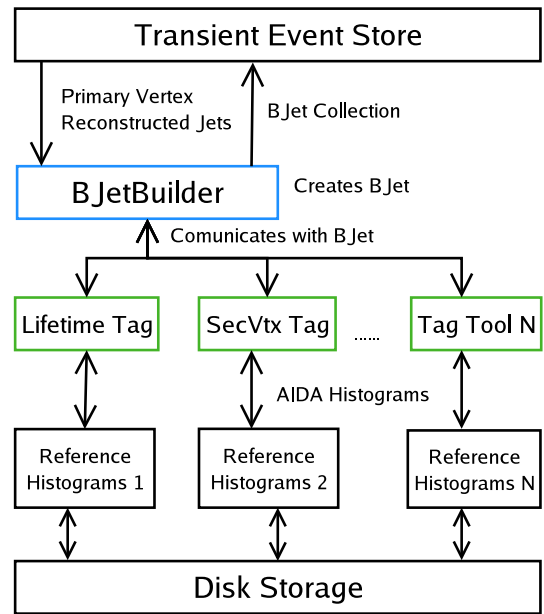 Transient Event Store
Primary Vertex
Reconstructed Jets
BJet Collection
BJetBuilder
Creates BJet
Comunicates with BJet
Lifetime Tag
SecVtx Tag
......
Tag Tool N
AIDA Histograms
Reference
Histograms 1
Reference
Histograms 2
Reference
Histograms N
Disk Storage